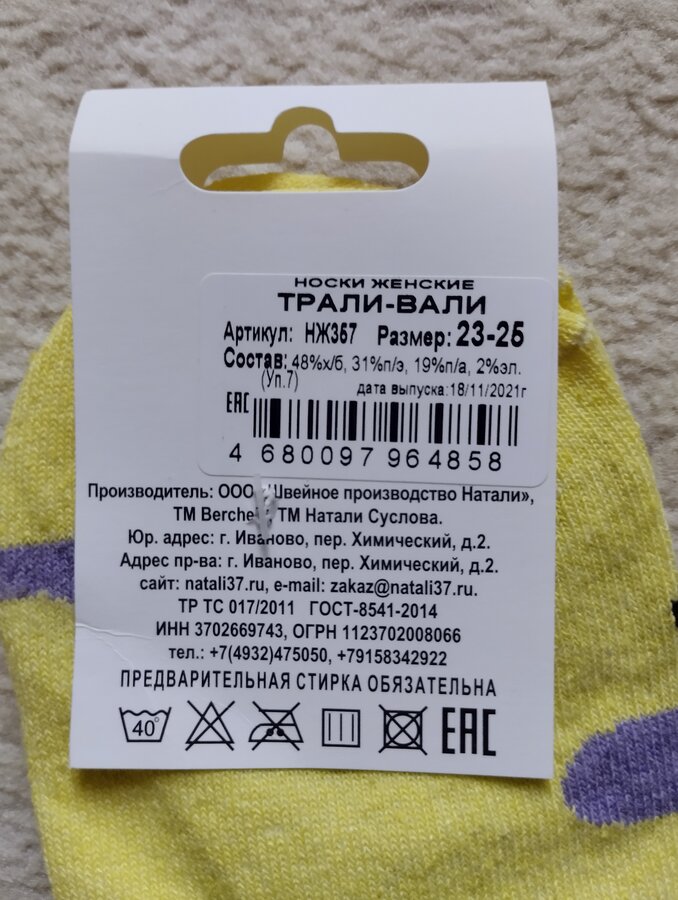 НОСКИ ЖЕНСКИЕ
ТРАЛИ-ВАЛИ
Артикул: НЖ367 Размер: 23-25
Состав: 48%х/б, 31%п/э, 19%п/а, 2%эл.
(Уп.7) дата выпуска:18/11/2021г
ЕАС
4 680097 964858
Производитель: ООО «Швейное производство Натали»,
ТМ Berchelli, ТМ Натали Суслова.
Юр. адрес: г. Иваново, пер. Химический, д.2.
Адрес пр-ва: г. Иваново, пер. Химический, д.2.
сайт: natali37.ru, e-mail: zakaz@natali37.ru.
ТР ТС 017/2011 ГОСТ-8541-2014
ИНН 3702669743, ОГРН 1123702008066
тел.: +7(4932)475050, +79158342922
ПРЕДВАРИТЕЛЬНАЯ СТИРКА ОБЯЗАТЕЛЬНА
40° ЕАС